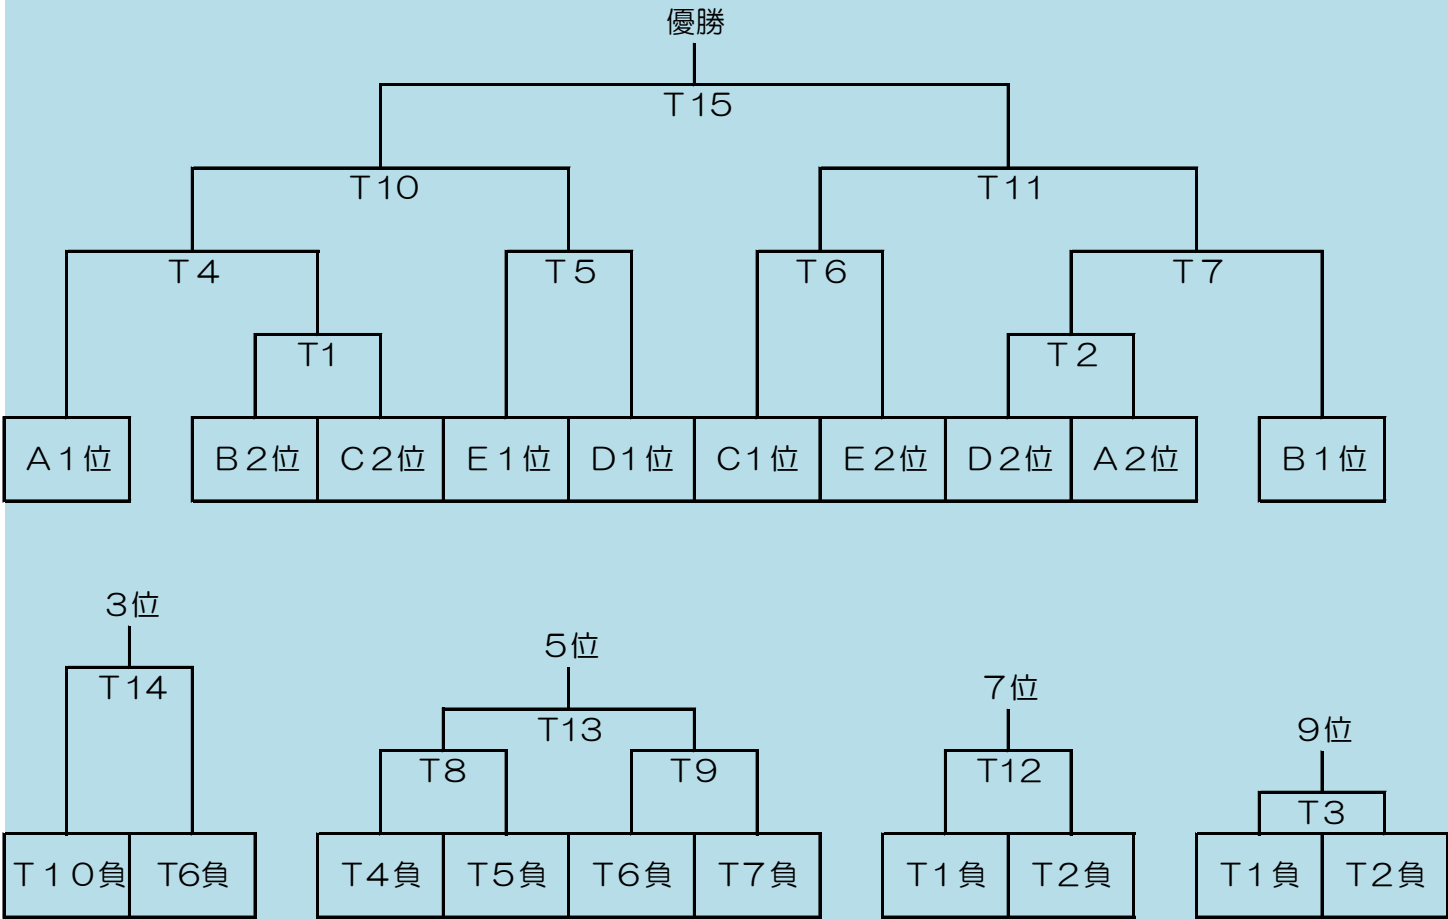 優勝
T15
T10 T11
T4 T5 T6 T7
T1 T2
A1位 B2位 C2位 E1位 D1位 C1位 E2位 D2位 A2位 B1位
3位
5位
T14 7位
T13 9位
T8 T9 T12
T3
T10負 T6負 T4負 T5負 T6負 T7負 T1負 T2負 T1負 T2負